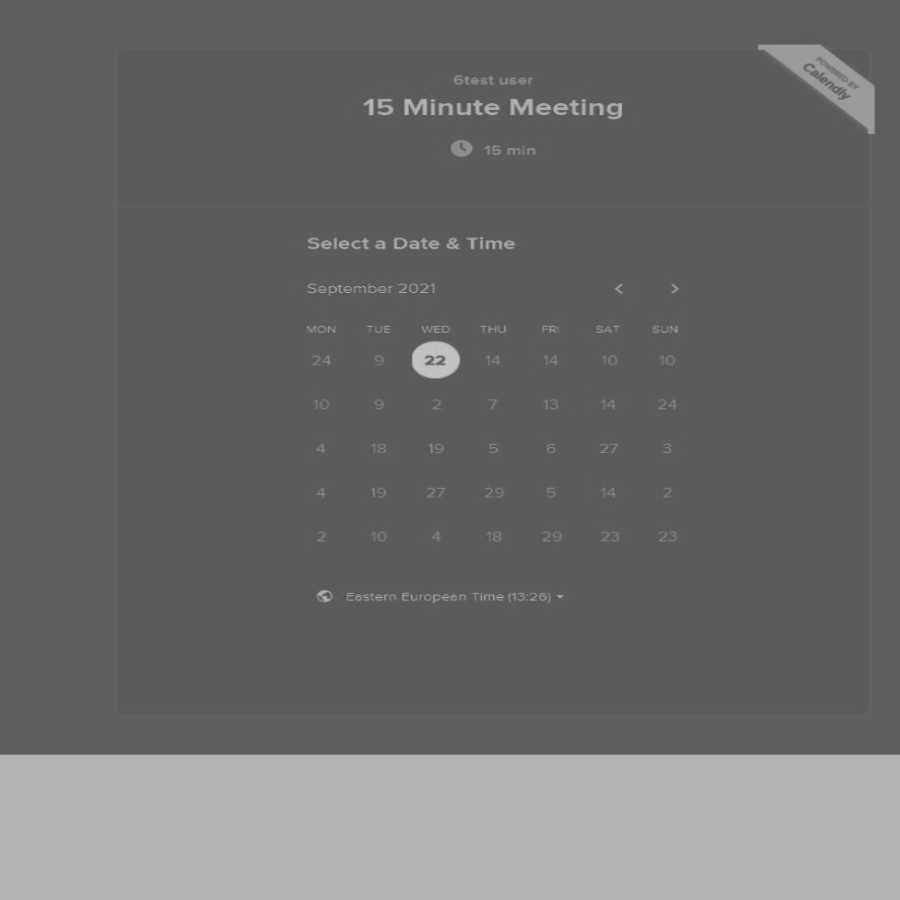 POWERED BY
Calendly
6test user
15 Minute Meeting
15 min
Select a Date & Time
September 2021 < >
MON TUE WED THU FRI SAT SUN
24 9 22 14 14 10 10
10 9 2 7 13 14 24
4 18 19 5 6 27 3
4 19 27 29 5 14 2
2 10 4 18 29 23 23
Eastern European Time (13:26)